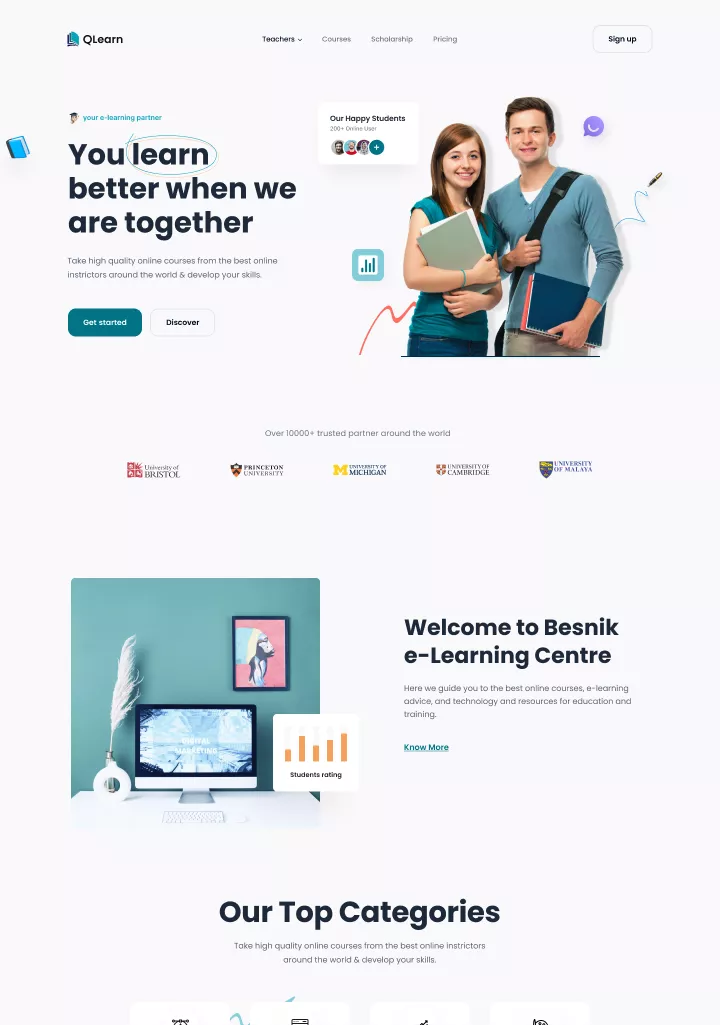 QLearn
Teachers
Courses
Scholarship
Pricing
Sign up
your e-learning partner
You learn
better when we
are together
Take high quality online courses from the best online
instrictors around the world & develop your skills.
Get started
Discover
Our Happy Students
200+ Online User
+
Over 10000+ trusted partner around the world
University of
BRISTOL
PRINCETON
UNIVERSITY
M
UNIVERSITY OF
MICHIGAN
UNIVERSITY OF
CAMBRIDGE
UNIVERSITY
OF MALAYA
DIGITAL
MARKETING
Students rating
Welcome to Besnik
e-Learning Centre
Here we guide you to the best online courses, e-learning
advice, and technology and resources for education and
training.
Know More
Our Top Categories
Take high quality online courses from the best online instrictors
around the world & develop your skills.